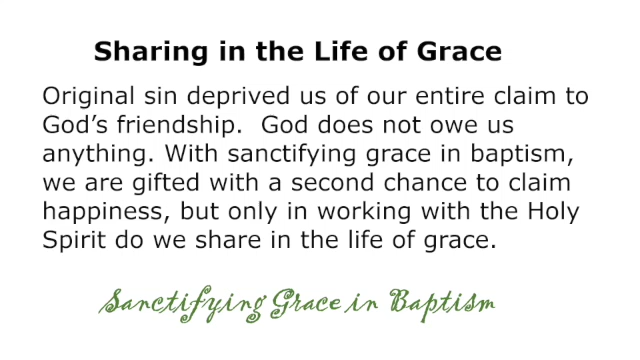 Sharing in the Life of Grace
Original sin deprived us of our entire claim to
God’s friendship.  God does not owe us
anything. With sanctifying grace in baptism,
we are gifted with a second chance to claim
happiness, but only in working with the Holy
Spirit do we share in the life of grace.
Sanctifying Grace in Baptism